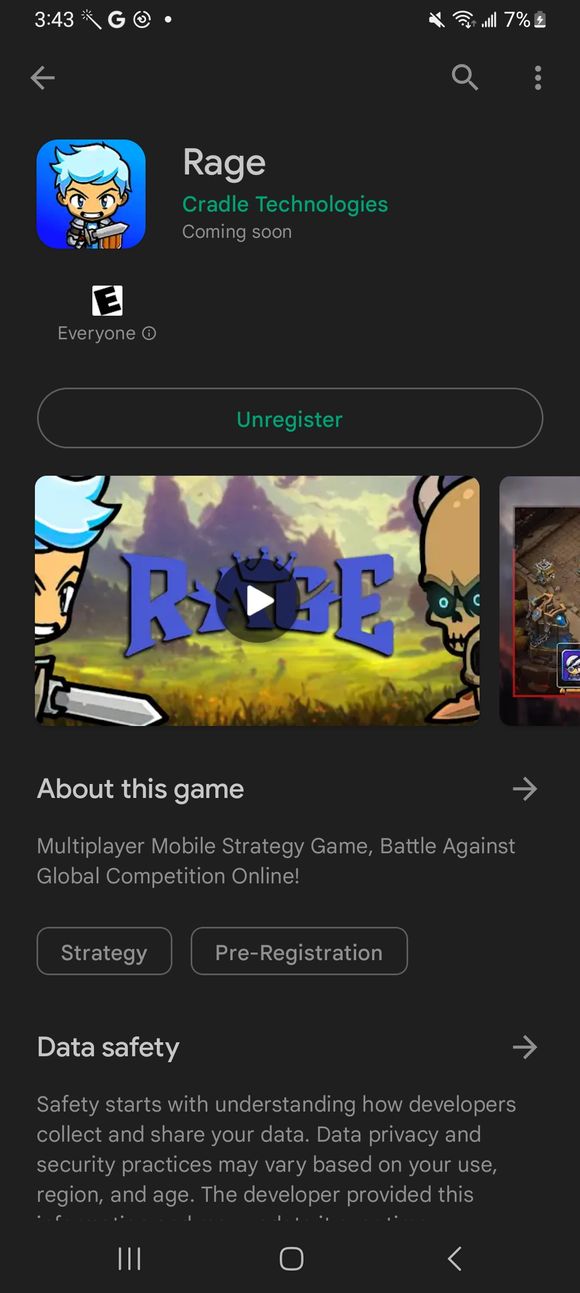 3:43 G 7%
Rage
Cradle Technologies
Coming soon
E
Everyone
Unregister
RAGE
About this game
Multiplayer Mobile Strategy Game, Battle Against
Global Competition Online!
Strategy Pre-Registration
Data safety
Safety starts with understanding how developers
collect and share your data. Data privacy and
security practices may vary based on your use,
region, and age. The developer provided this